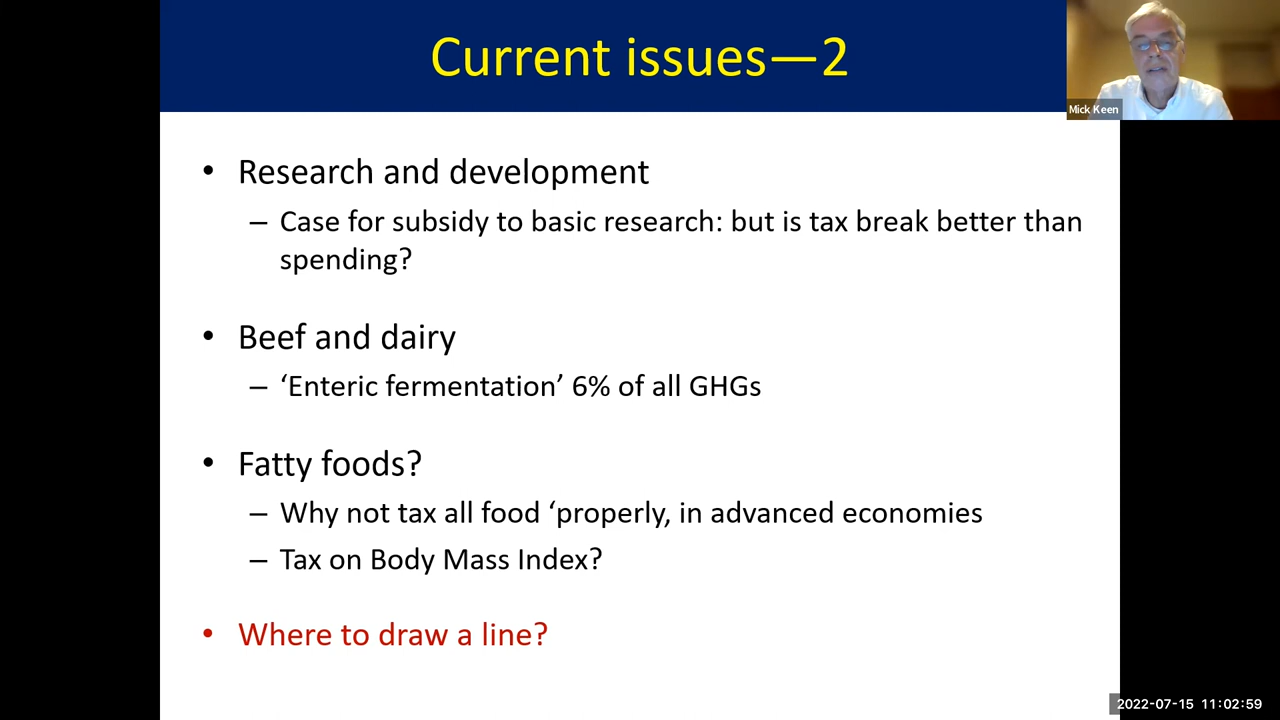 Current issues—2
Mick Keen
• Research and development
– Case for subsidy to basic research: but is tax break better than
spending?
• Beef and dairy
– ‘Enteric fermentation’ 6% of all GHGs
• Fatty foods?
– Why not tax all food ‘properly, in advanced economies
– Tax on Body Mass Index?
• Where to draw a line?
2022-07-15 11:02:59